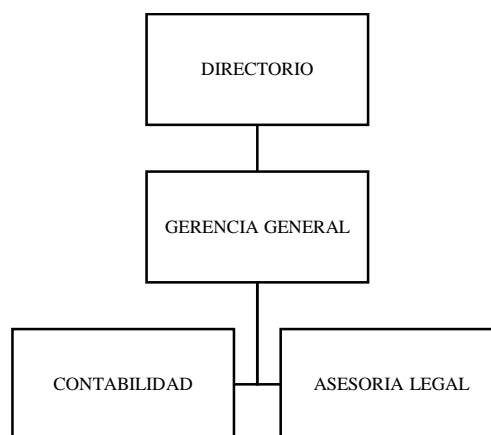 DIRECTORIO
GERENCIA GENERAL
CONTABILIDAD
ASESORIA LEGAL